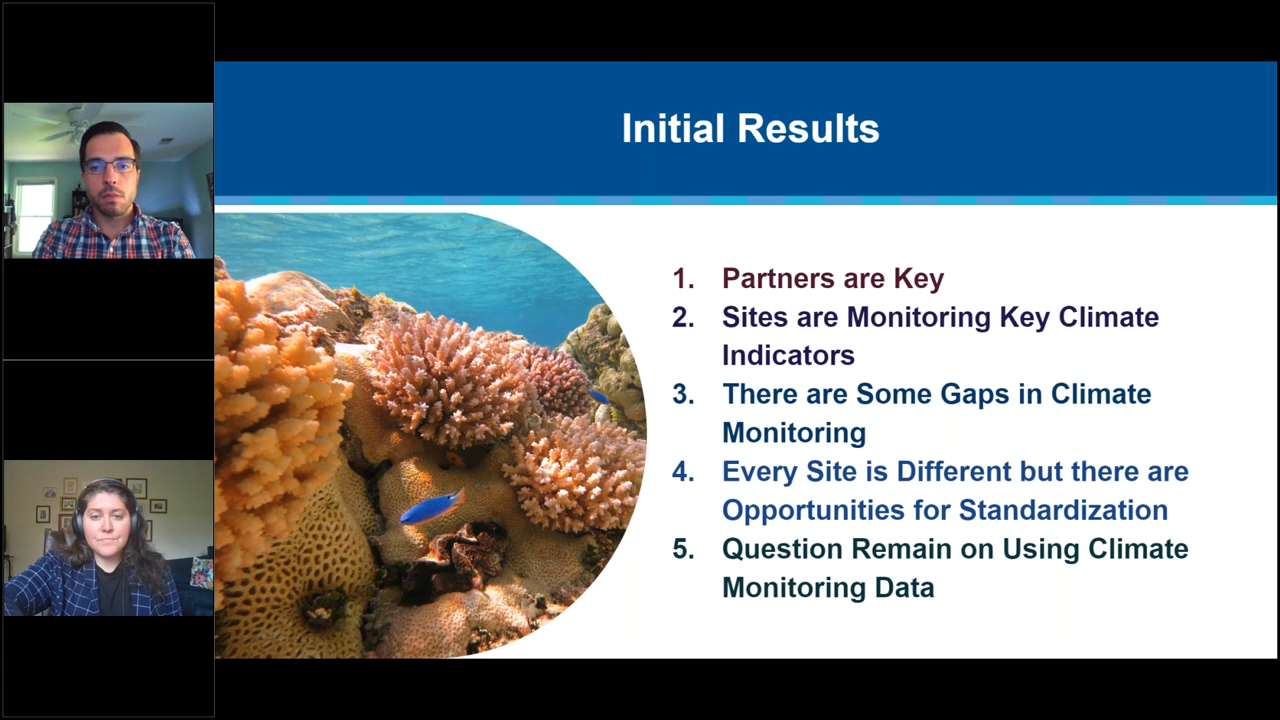 Initial Results
1. Partners are Key
2. Sites are Monitoring Key Climate
Indicators
3. There are Some Gaps in Climate
Monitoring
4. Every Site is Different but there are
Opportunities for Standardization
5. Question Remain on Using Climate
Monitoring Data